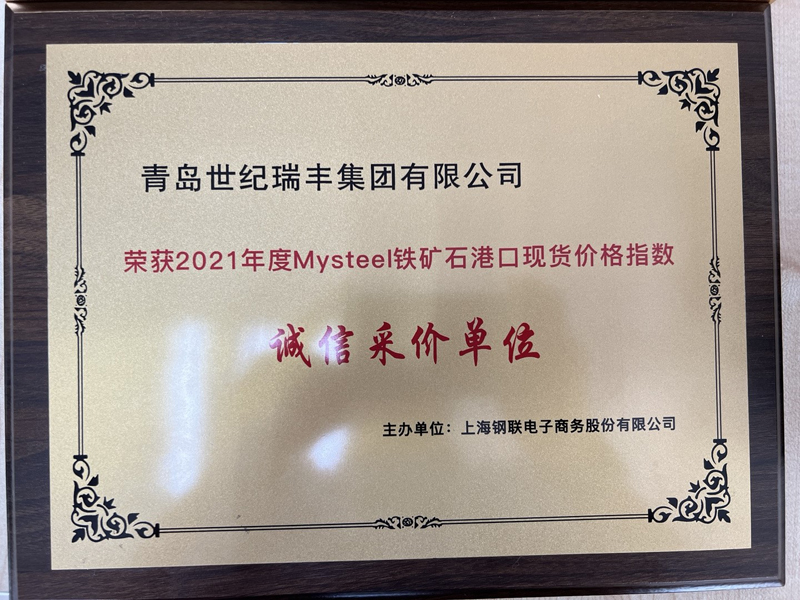 青岛世纪瑞丰集团有限公司
荣获2021年度Mysteel铁矿石港口现货价格指数
诚信采价单位
主办单位：上海钢联电子商务股份有限公司